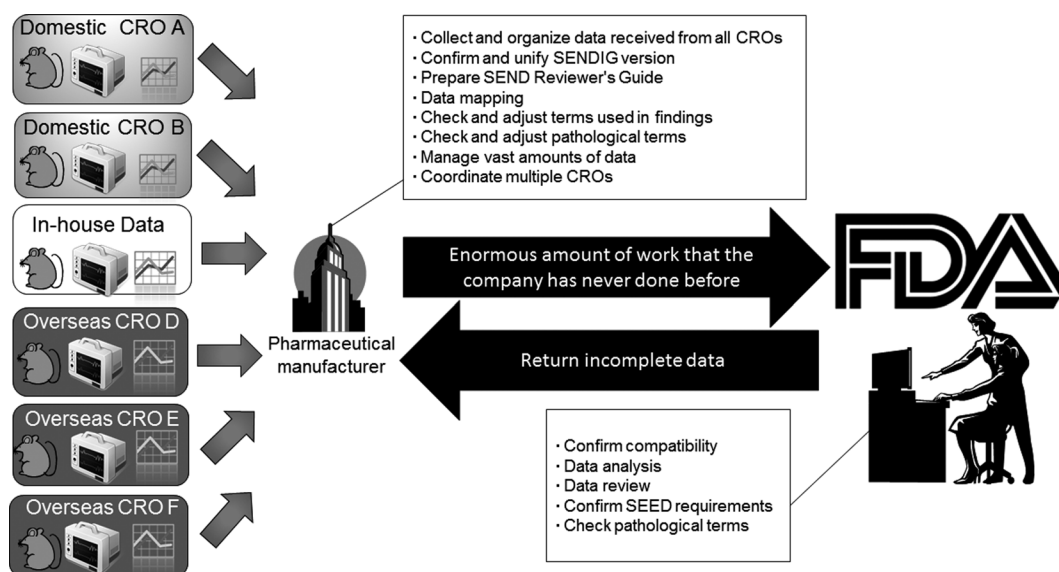 Domestic CRO A
Domestic CRO B
In-house Data
Overseas CRO D
Overseas CRO E
Overseas CRO F
· Collect and organize data received from all CROs
· Confirm and unify SENDIG version
· Prepare SEND Reviewer's Guide
· Data mapping
· Check and adjust terms used in findings
· Check and adjust pathological terms
· Manage vast amounts of data
· Coordinate multiple CROs
Pharmaceutical
manufacturer
Enormous amount of work that the
company has never done before
Return incomplete data
FDA
· Confirm compatibility
· Data analysis
· Data review
· Confirm SEED requirements
· Check pathological terms